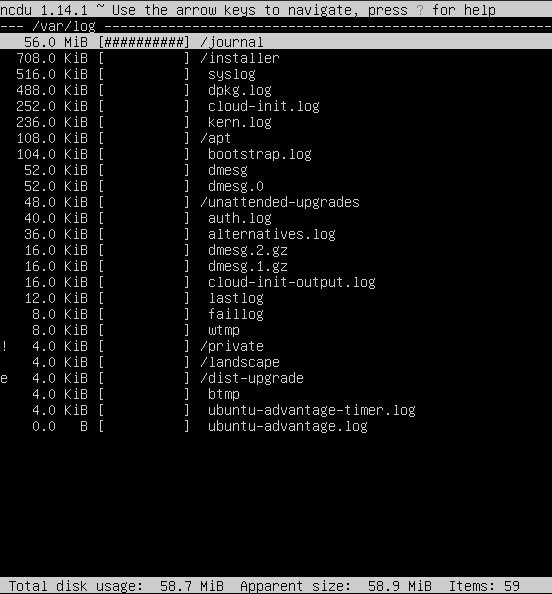 ncdu 1.14.1 ~ Use the arrow keys to navigate, press ? for help
--- /var/log ---------------------------------------------------
   56.0 MiB [##########] /journal
  708.0 KiB [          ] /installer
  516.0 KiB [          ]  syslog
  488.0 KiB [          ]  dpkg.log
  252.0 KiB [          ]  cloud-init.log
  236.0 KiB [          ]  kern.log
  108.0 KiB [          ] /apt
  104.0 KiB [          ]  bootstrap.log
   52.0 KiB [          ]  dmesg
   52.0 KiB [          ]  dmesg.0
   48.0 KiB [          ] /unattended-upgrades
   40.0 KiB [          ]  auth.log
   36.0 KiB [          ]  alternatives.log
   16.0 KiB [          ]  dmesg.2.gz
   16.0 KiB [          ]  dmesg.1.gz
   16.0 KiB [          ]  cloud-init-output.log
   12.0 KiB [          ]  lastlog
    8.0 KiB [          ]  faillog
    8.0 KiB [          ]  wtmp
!   4.0 KiB [          ] /private
    4.0 KiB [          ] /landscape
e   4.0 KiB [          ] /dist-upgrade
    4.0 KiB [          ]  btmp
    4.0 KiB [          ]  ubuntu-advantage-timer.log
    0.0   B [          ]  ubuntu-advantage.log
Total disk usage:  58.7 MiB  Apparent size:  58.9 MiB  Items: 59